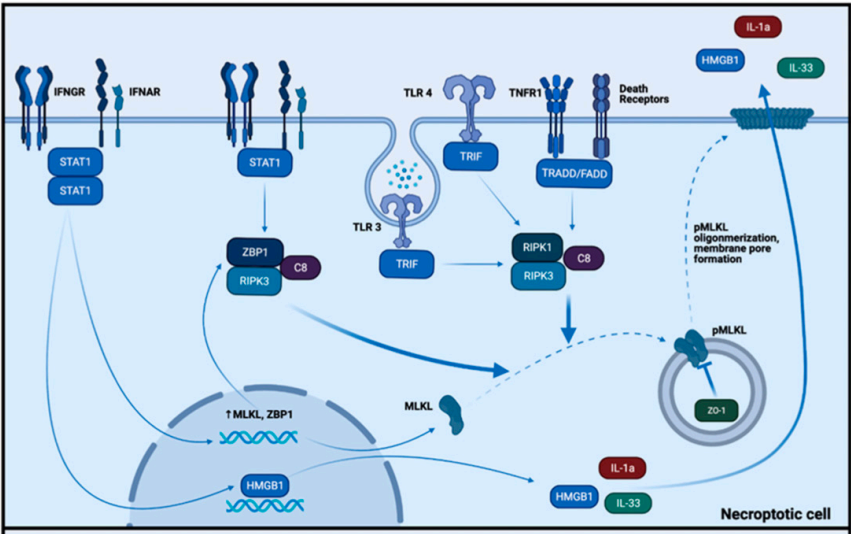 IL-1a
HMGB1
IL-33
IFNGR
IFNAR
TLR 4
TNFR1
Death
Receptors
STAT1
STAT1
STAT1
TRIF
TRADD/FADD
TLR 3
TRIF
ZBP1
RIPK3
C8
RIPK1
RIPK3
C8
pMLKL
oligonmerization,
membrane pore
formation
pMLKL
ZO-1
↑MLKL, ZBP1
MLKL
HMGB1
IL-1a
HMGB1
IL-33
Necroptotic cell